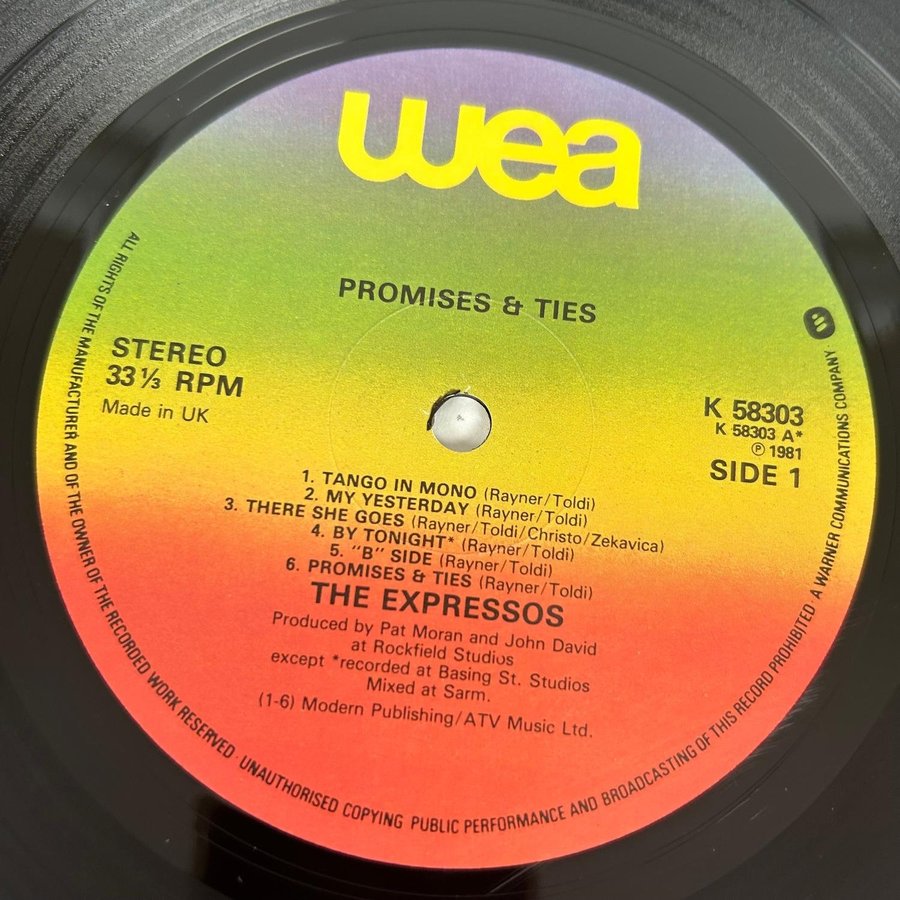 wea
PROMISES & TIES
STEREO
33⅓ RPM
Made in UK
K 58303
K 58303 A*
℗ 1981
SIDE 1
1. TANGO IN MONO (Rayner/Toldi)
2. MY YESTERDAY (Rayner/Toldi)
3. THERE SHE GOES (Rayner/Toldi/Christo/Zekavica)
4. BY TONIGHT* (Rayner/Toldi)
5. "B" SIDE (Rayner/Toldi)
6. PROMISES & TIES (Rayner/Toldi)
THE EXPRESSOS
Produced by Pat Moran and John David
at Rockfield Studios
except *recorded at Basing St. Studios
Mixed at Sarm.
(1-6) Modern Publishing/ATV Music Ltd.
ALL RIGHTS OF THE MANUFACTURER AND OF THE OWNER OF THE RECORDED WORK RESERVED · UNAUTHORISED COPYING PUBLIC PERFORMANCE AND BROADCASTING OF THIS RECORD PROHIBITED · A WARNER COMMUNICATIONS COMPANY ·